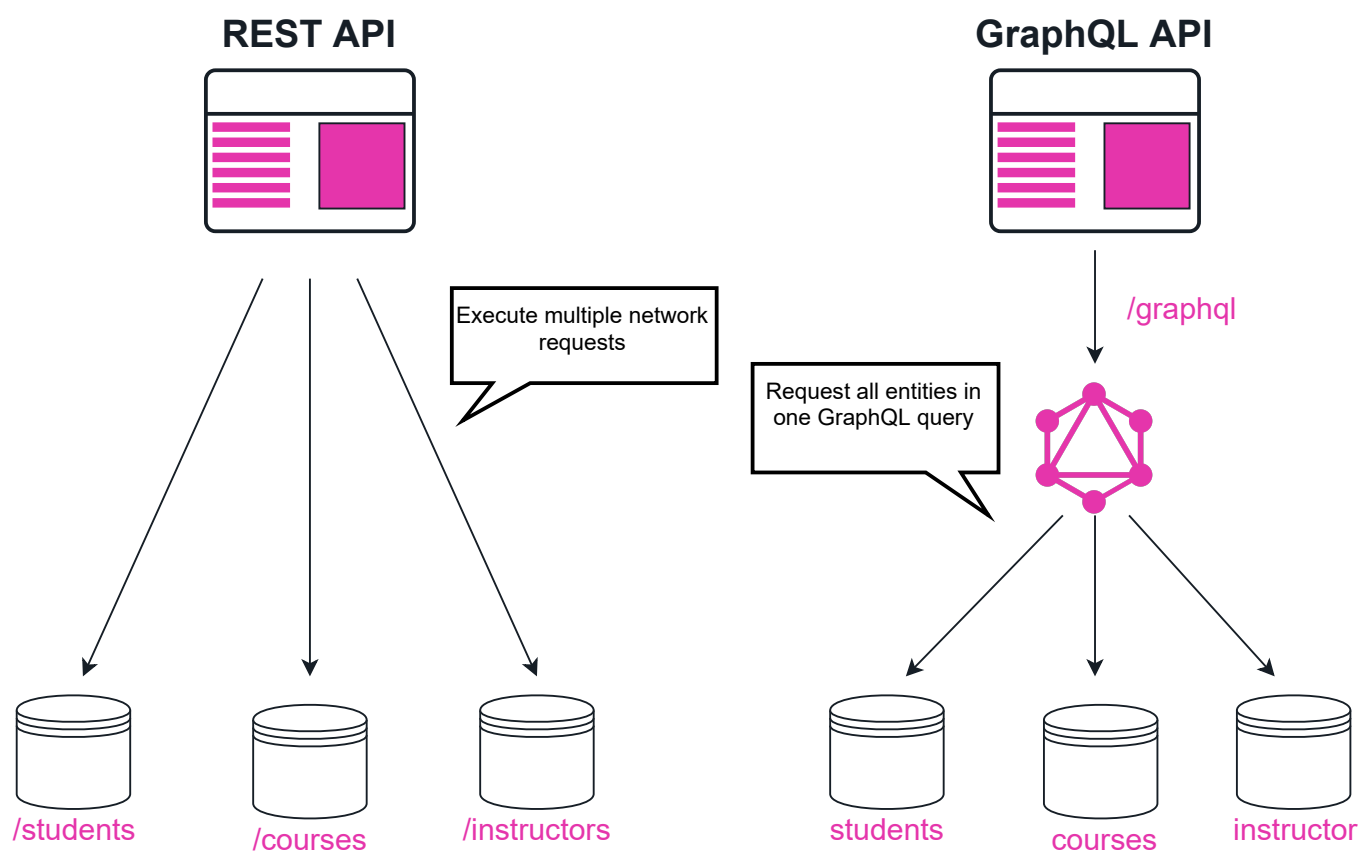 REST API
GraphQL API
Execute multiple network
requests
/graphql
Request all entities in
one GraphQL query
/students
/courses
/instructors
students
courses
instructor